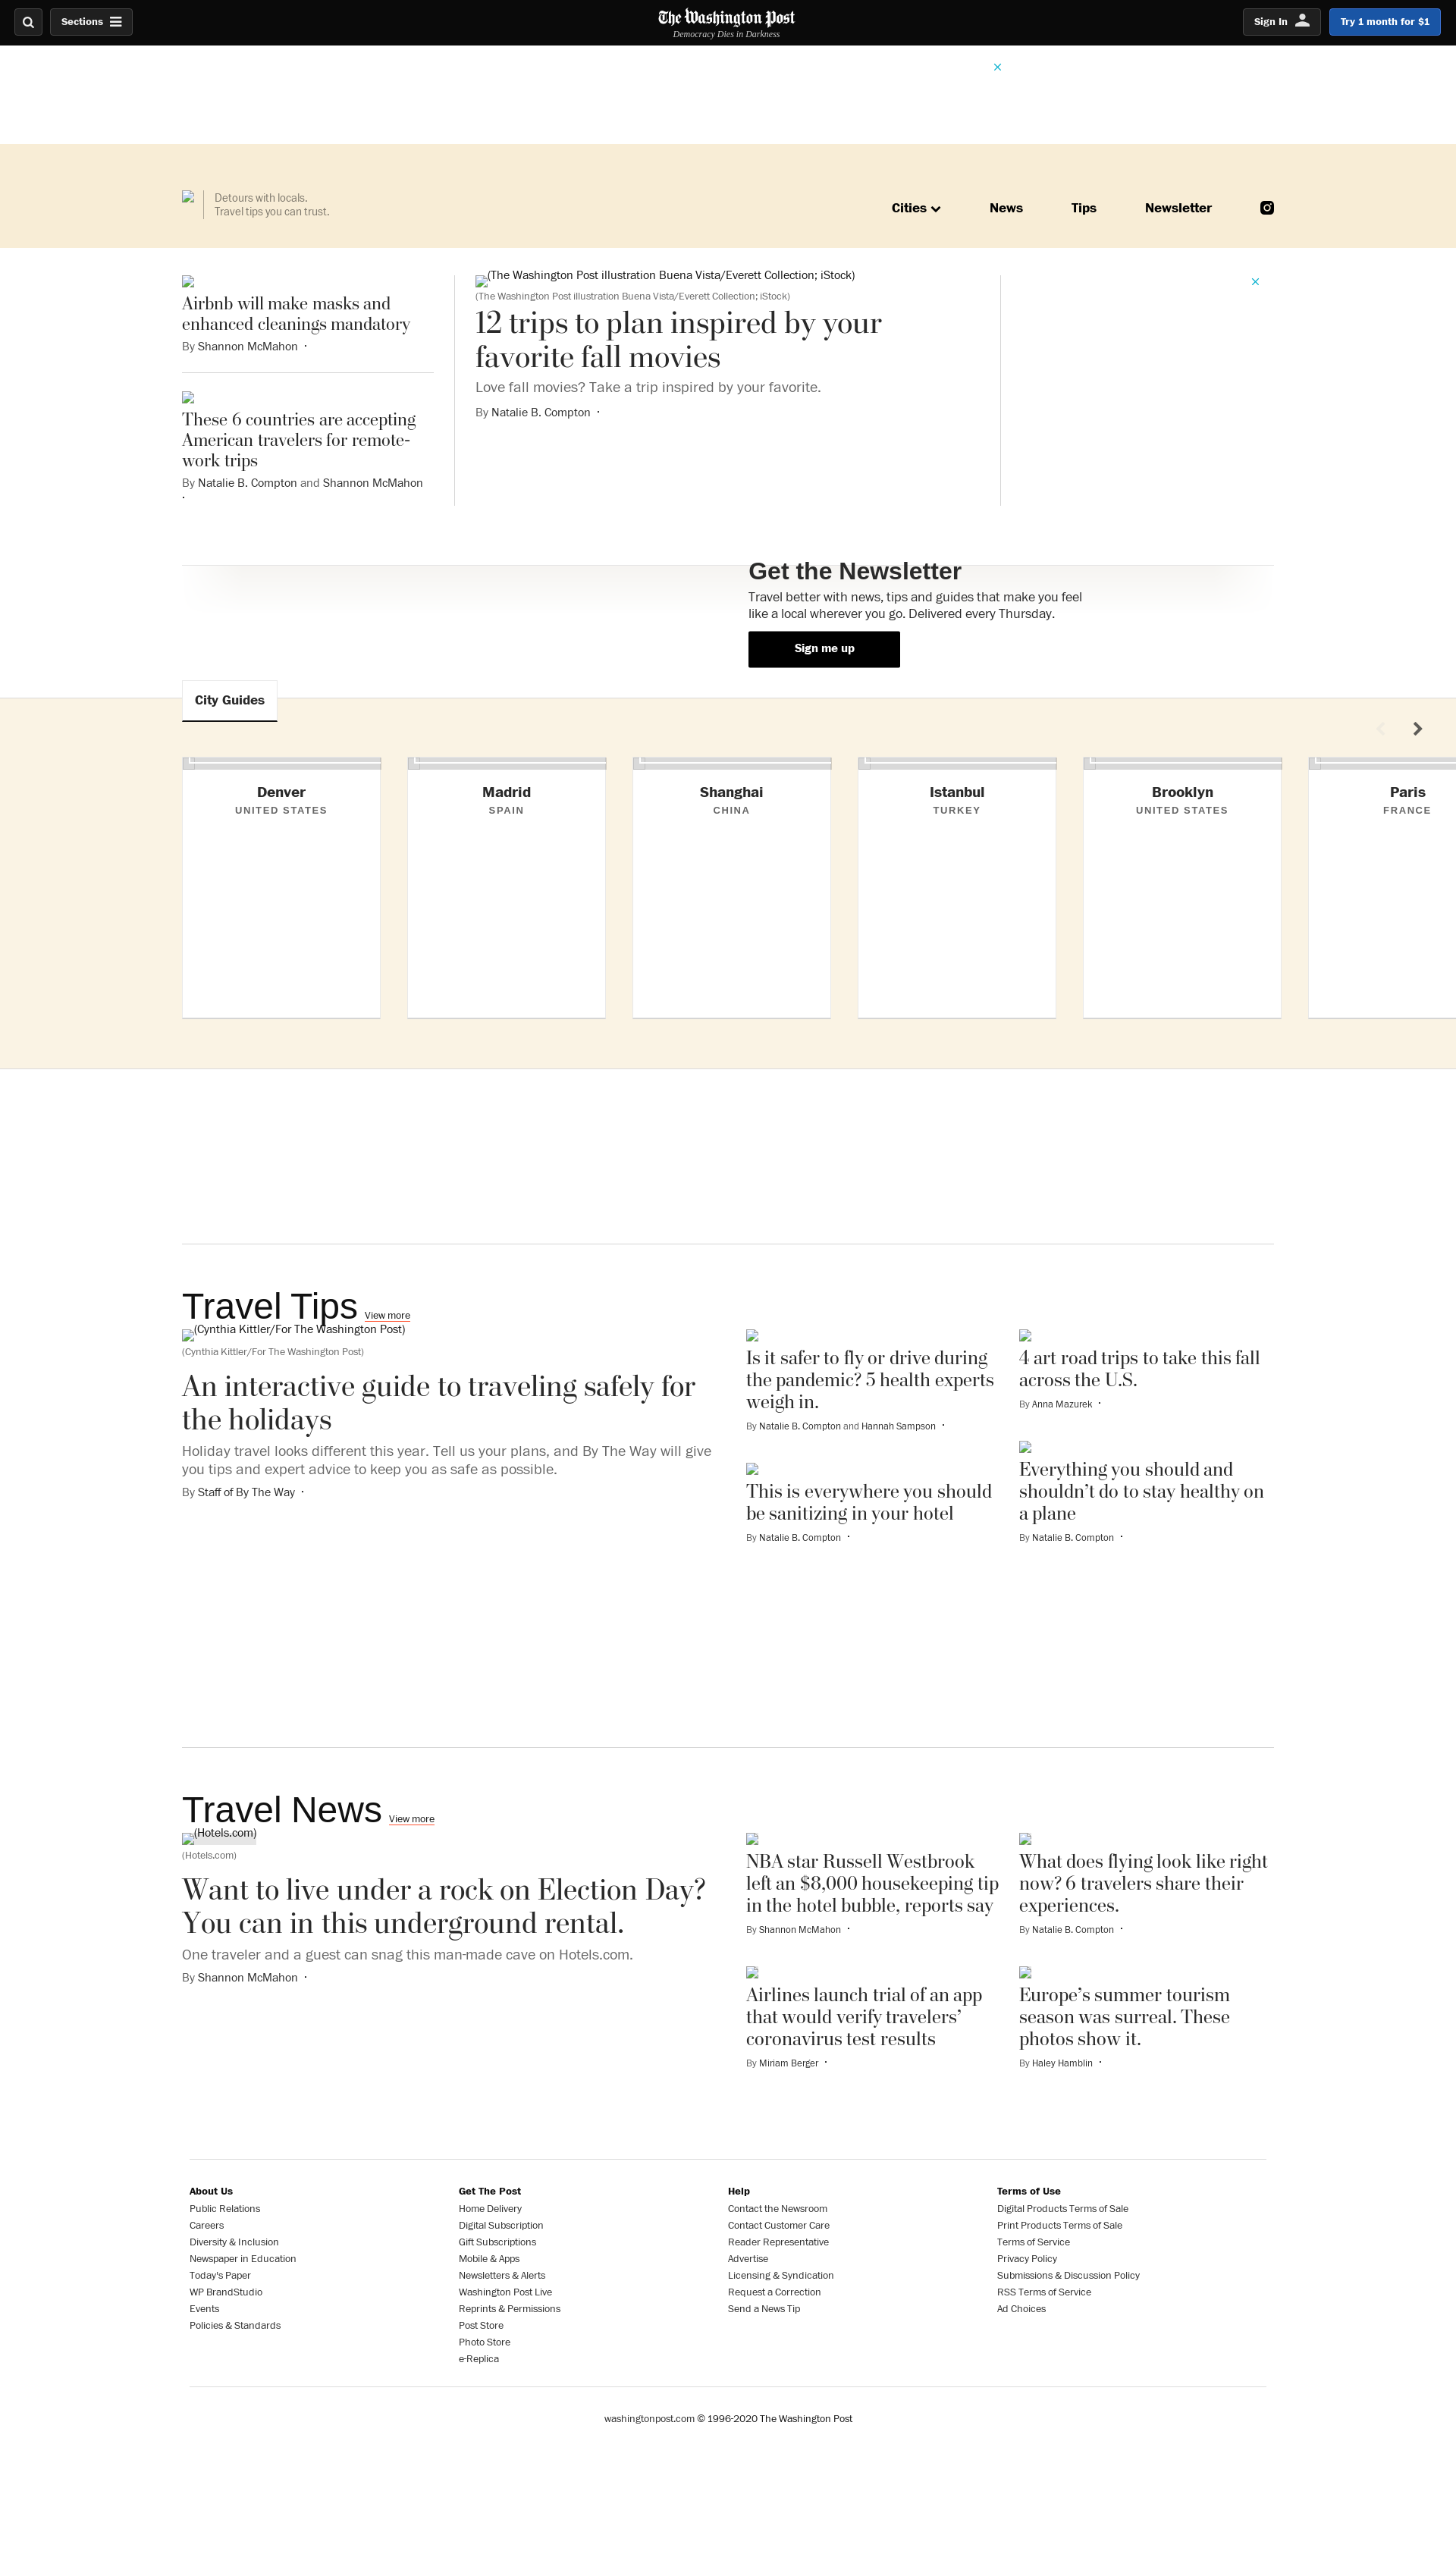 Sections
The Washington Post
Democracy Dies in Darkness
Sign In
Try 1 month for $1
Detours with locals.
Travel tips you can trust.
Cities
News
Tips
Newsletter
Airbnb will make masks and
enhanced cleanings mandatory
By Shannon McMahon •
These 6 countries are accepting
American travelers for remote-
work trips
By Natalie B. Compton and Shannon McMahon
•
(The Washington Post illustration Buena Vista/Everett Collection; iStock)
(The Washington Post illustration Buena Vista/Everett Collection; iStock)
12 trips to plan inspired by your
favorite fall movies
Love fall movies? Take a trip inspired by your favorite.
By Natalie B. Compton •
Get the Newsletter
Travel better with news, tips and guides that make you feel
like a local wherever you go. Delivered every Thursday.
Sign me up
City Guides
Denver
UNITED STATES
Madrid
SPAIN
Shanghai
CHINA
Istanbul
TURKEY
Brooklyn
UNITED STATES
Paris
FRANCE
Travel Tips View more
(Cynthia Kittler/For The Washington Post)
(Cynthia Kittler/For The Washington Post)
An interactive guide to traveling safely for
the holidays
Holiday travel looks different this year. Tell us your plans, and By The Way will give
you tips and expert advice to keep you as safe as possible.
By Staff of By The Way •
Is it safer to fly or drive during
the pandemic? 5 health experts
weigh in.
By Natalie B. Compton and Hannah Sampson •
This is everywhere you should
be sanitizing in your hotel
By Natalie B. Compton •
4 art road trips to take this fall
across the U.S.
By Anna Mazurek •
Everything you should and
shouldn’t do to stay healthy on
a plane
By Natalie B. Compton •
Travel News View more
(Hotels.com)
(Hotels.com)
Want to live under a rock on Election Day?
You can in this underground rental.
One traveler and a guest can snag this man-made cave on Hotels.com.
By Shannon McMahon •
NBA star Russell Westbrook
left an $8,000 housekeeping tip
in the hotel bubble, reports say
By Shannon McMahon •
Airlines launch trial of an app
that would verify travelers’
coronavirus test results
By Miriam Berger •
What does flying look like right
now? 6 travelers share their
experiences.
By Natalie B. Compton •
Europe’s summer tourism
season was surreal. These
photos show it.
By Haley Hamblin •
About Us
Public Relations
Careers
Diversity & Inclusion
Newspaper in Education
Today's Paper
WP BrandStudio
Events
Policies & Standards
Get The Post
Home Delivery
Digital Subscription
Gift Subscriptions
Mobile & Apps
Newsletters & Alerts
Washington Post Live
Reprints & Permissions
Post Store
Photo Store
e-Replica
Help
Contact the Newsroom
Contact Customer Care
Reader Representative
Advertise
Licensing & Syndication
Request a Correction
Send a News Tip
Terms of Use
Digital Products Terms of Sale
Print Products Terms of Sale
Terms of Service
Privacy Policy
Submissions & Discussion Policy
RSS Terms of Service
Ad Choices
washingtonpost.com © 1996-2020 The Washington Post